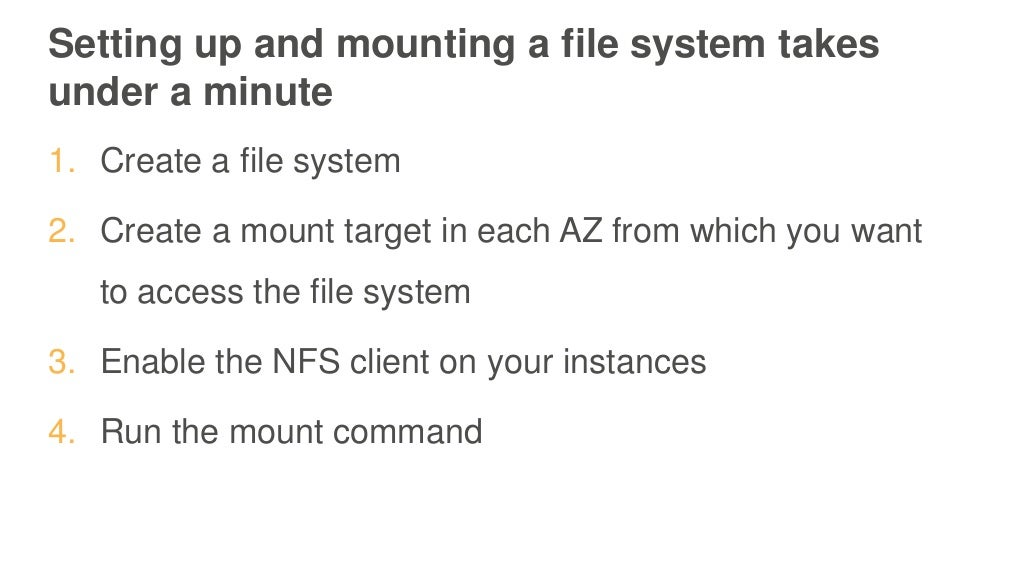 Setting up and mounting a file system takes
under a minute
1. Create a file system
2. Create a mount target in each AZ from which you want
to access the file system
3. Enable the NFS client on your instances
4. Run the mount command